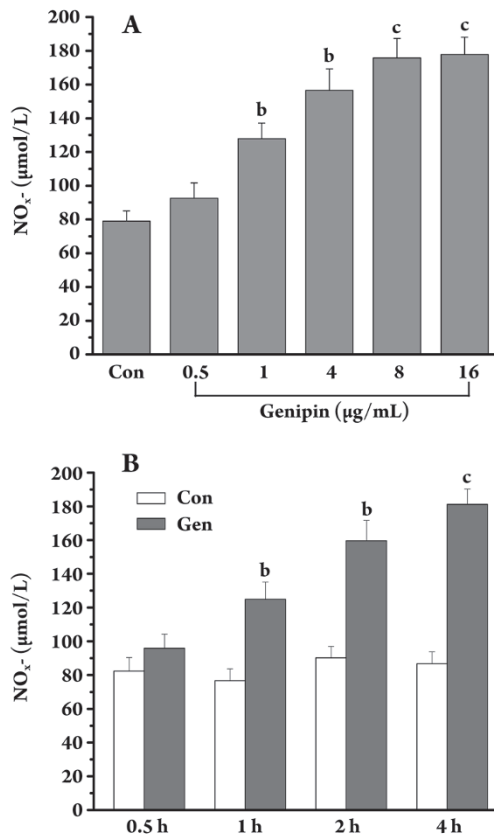 A
200
180
160
140
120
100
80
60
40
20
0
NOx- (μmol/L)
b
b
c
c
Con
0.5
1
4
8
16
Genipin (μg/mL)
B
200
180
160
140
120
100
80
60
40
20
0
NOx- (μmol/L)
Con
Gen
b
b
c
0.5 h
1 h
2 h
4 h